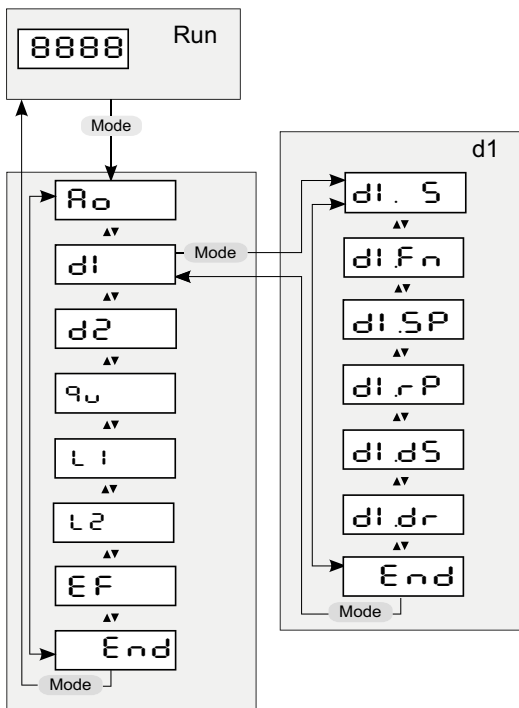 8888 Run
Mode
Ao
d1
d2
qu
L1
L2
EF
End
Mode
Mode
d1
d1. S
d1.Fn
d1.SP
d1.rP
d1.dS
d1.dr
End
Mode